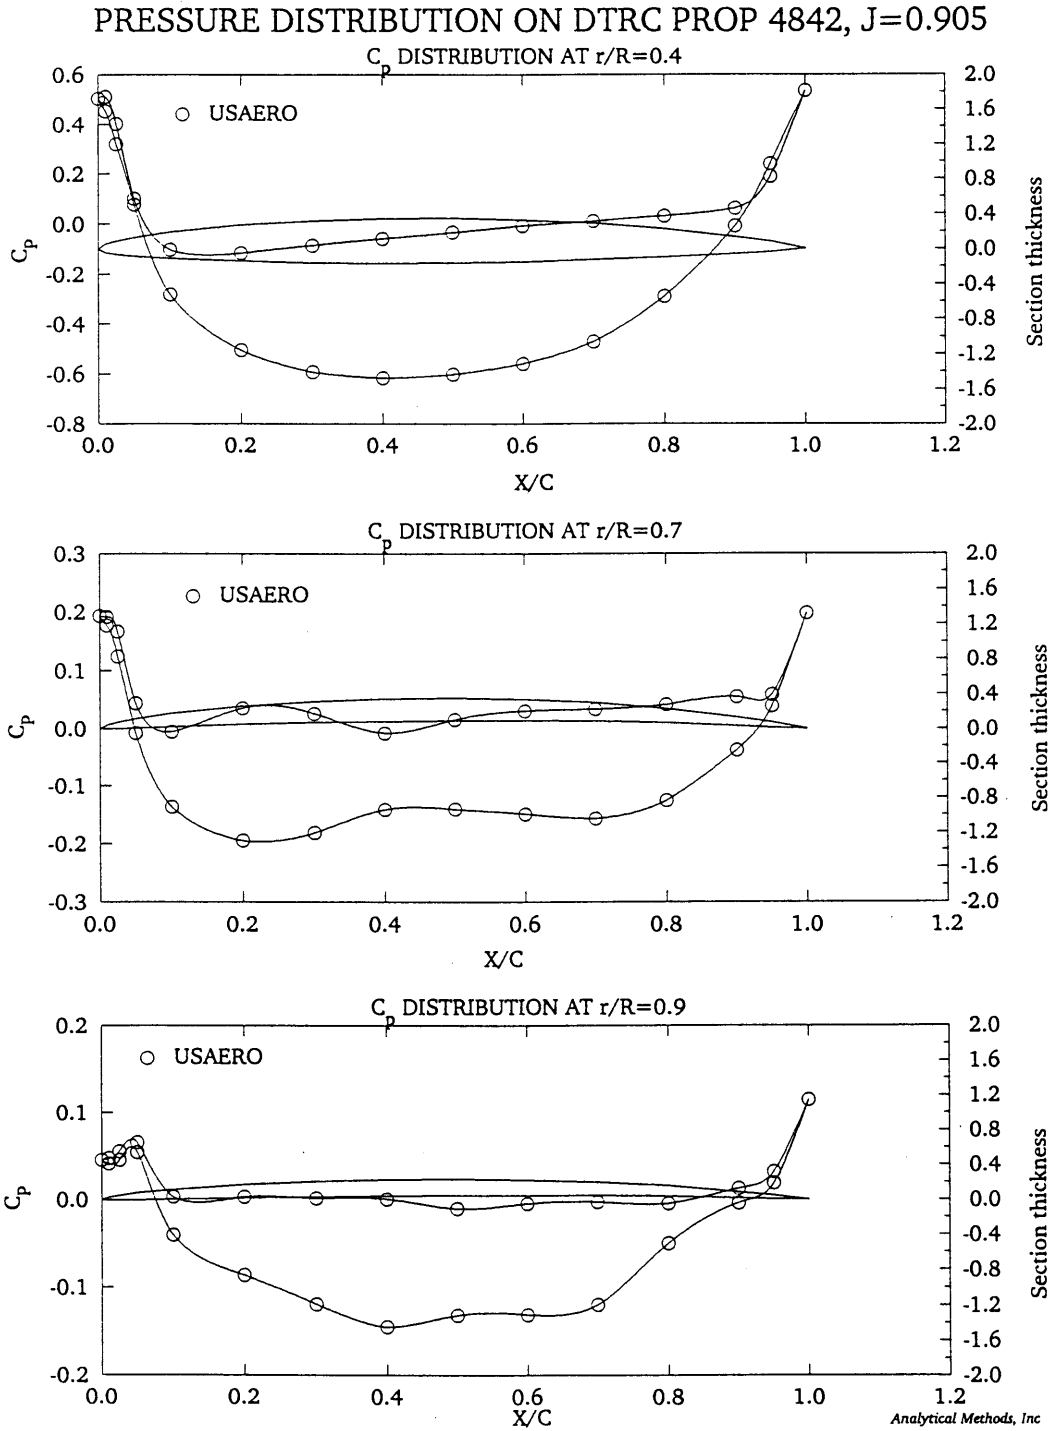 PRESSURE DISTRIBUTION ON DTRC PROP 4842, J=0.905
Cp DISTRIBUTION AT r/R=0.4
USAERO
0.6
0.4
0.2
0.0
-0.2
-0.4
-0.6
-0.8
Cp
2.0
1.6
1.2
0.8
0.4
0.0
-0.4
-0.8
-1.2
-1.6
-2.0
Section thickness
0.0 0.2 0.4 0.6 0.8 1.0 1.2
X/C
Cp DISTRIBUTION AT r/R=0.7
USAERO
0.3
0.2
0.1
0.0
-0.1
-0.2
-0.3
Cp
2.0
1.6
1.2
0.8
0.4
0.0
-0.4
-0.8
-1.2
-1.6
-2.0
Section thickness
0.0 0.2 0.4 0.6 0.8 1.0 1.2
X/C
Cp DISTRIBUTION AT r/R=0.9
USAERO
0.2
0.1
0.0
-0.1
-0.2
Cp
2.0
1.6
1.2
0.8
0.4
0.0
-0.4
-0.8
-1.2
-1.6
-2.0
Section thickness
0.0 0.2 0.4 0.6 0.8 1.0 1.2
X/C
Analytical Methods, Inc